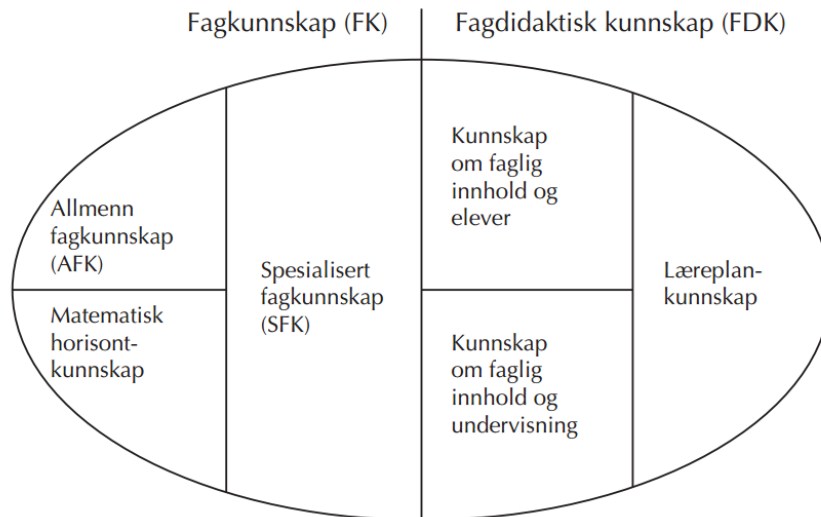 Fagkunnskap (FK)
Fagdidaktisk kunnskap (FDK)
Allmenn
fagkunnskap
(AFK)
Matematisk
horisont-
kunnskap
Spesialisert
fagkunnskap
(SFK)
Kunnskap
om faglig
innhold og
elever
Kunnskap
om faglig
innhold og
undervisning
Læreplan-
kunnskap